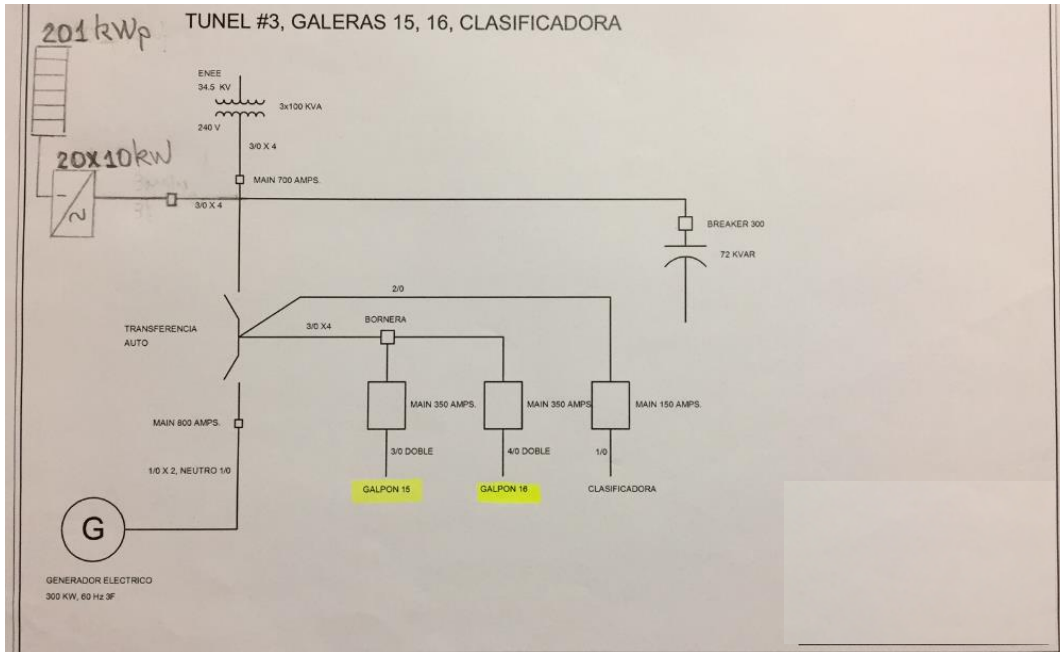 201 kWp
TUNEL #3, GALERAS 15, 16, CLASIFICADORA
ENEE
34.5 KV
3x100 KVA
240 V
3/0 X 4
20X10kW
MAIN 700 AMPS.
3/0 X 4
BREAKER 300
72 KVAR
2/0
TRANSFERENCIA
AUTO
3/0 X4
BORNERA
MAIN 350 AMPS.
MAIN 350 AMPS
MAIN 150 AMPS.
MAIN 800 AMPS.
3/0 DOBLE
4/0 DOBLE
1/0
1/0 X 2, NEUTRO 1/0
GALPON 15
GALPON 16
CLASIFICADORA
G
GENERADOR ELECTRICO
300 KW, 60 Hz 3F